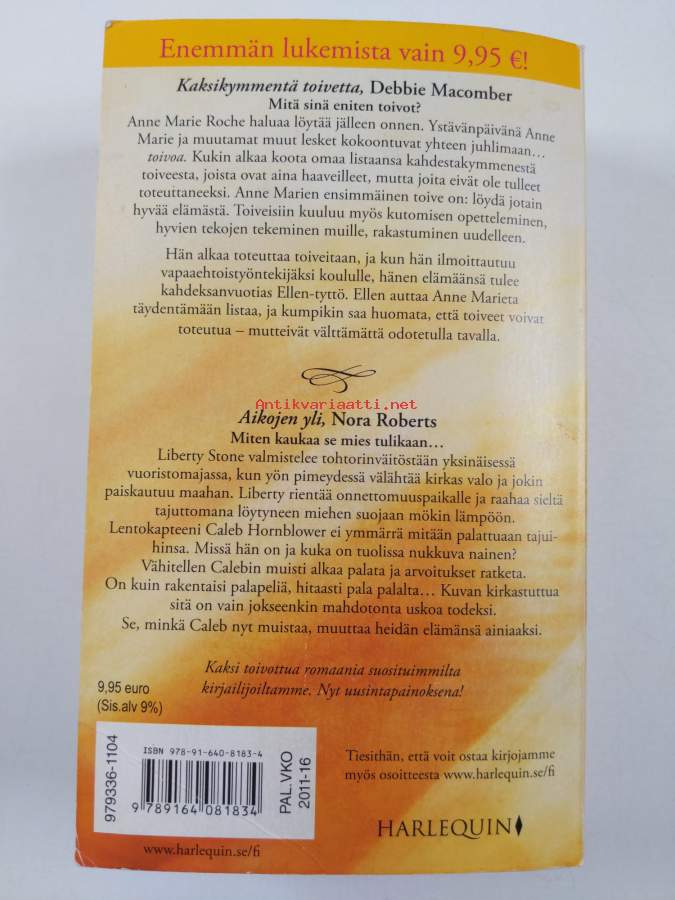 Enemmän lukemista vain 9,95 €!
Kaksikymmentä toivetta, Debbie Macomber
Mitä sinä eniten toivot?
Anne Marie Roche haluaa löytää jälleen onnen. Ystävänpäivänä Anne
Marie ja muutamat muut lesket kokoontuvat yhteen juhlimaan…
toivoa. Kukin alkaa koota omaa listaansa kahdestakymmenestä
toiveesta, joista ovat aina haaveilleet, mutta joita eivät ole tulleet
toteuttaneeksi. Anne Marien ensimmäinen toive on: löydä jotain
hyvää elämästä. Toiveisiin kuuluu myös kutomisen opetteleminen,
hyvien tekojen tekeminen muille, rakastuminen uudelleen.
Hän alkaa toteuttaa toiveitaan, ja kun hän ilmoittautuu
vapaaehtoistyöntekijäksi koululle, hänen elämäänsä tulee
kahdeksanvuotias Ellen-tyttö. Ellen auttaa Anne Marieta
täydentämään listaa, ja kumpikin saa huomata, että toiveet voivat
toteutua – mutteivät välttämättä odotetulla tavalla.
Antikvariaatti.net
Aikojen yli, Nora Roberts
Miten kaukaa se mies tulikaan…
Liberty Stone valmistelee tohtorinväitöstään yksinäisessä
vuoristomajassa, kun yön pimeydessä välähtää kirkas valo ja jokin
paiskautuu maahan. Liberty rientää onnettomuuspaikalle ja raahaa sieltä
tajuttomana löytyneen miehen suojaan mökin lämpöön.
Lentokapteeni Caleb Hornblower ei ymmärrä mitään palattuaan tajui-
hinsa. Missä hän on ja kuka on tuolissa nukkuva nainen?
Vähitellen Calebin muisti alkaa palata ja arvoitukset ratketa.
On kuin rakentaisi palapeliä, hitaasti pala palalta… Kuvan kirkastuttua
sitä on vain jokseenkin mahdotonta uskoa todeksi.
Se, minkä Caleb nyt muistaa, muuttaa heidän elämänsä ainiaaksi.
Kaksi toivottua romaania suosituimmilta
kirjailijoiltamme. Nyt uusintapainoksena!
9,95 euro
(Sis.alv 9%)
979336-1104
ISBN 978-91-640-8183-4
9 789164 081834
PAL.VKO
2011-16
www.harlequin.se/fi
Tiesithän, että voit ostaa kirjojamme
myös osoitteesta www.harlequin.se/fi
HARLEQUIN